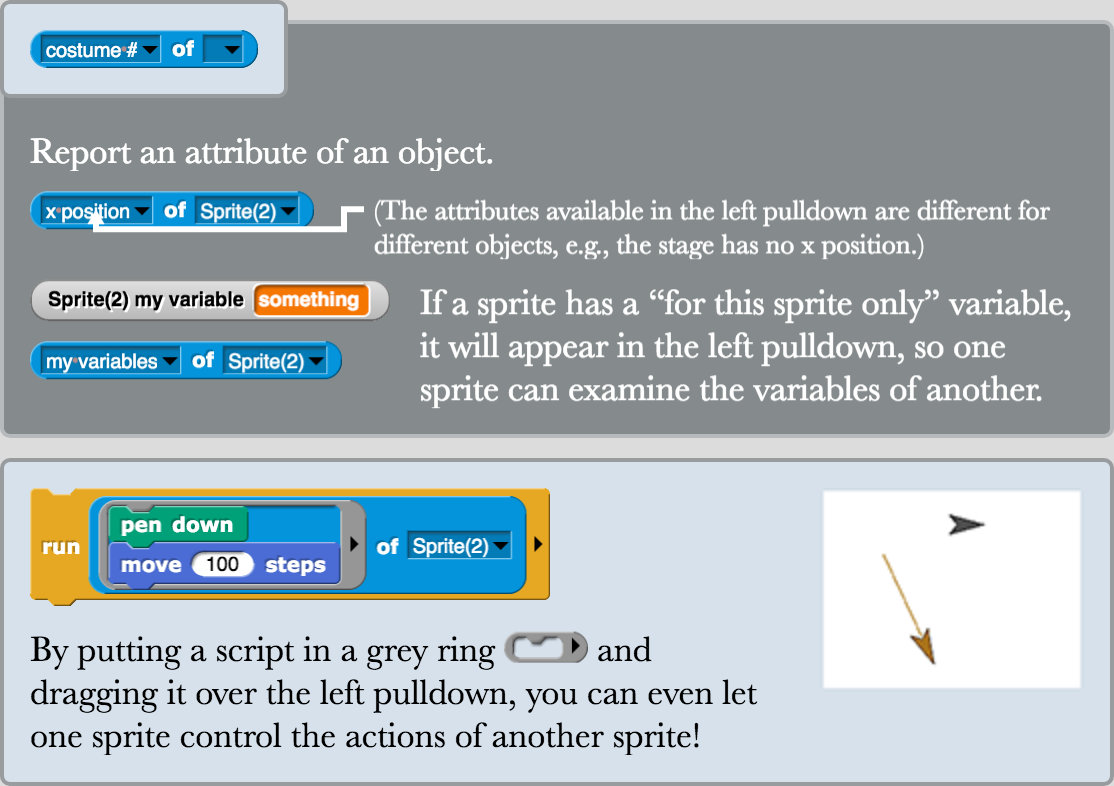 costume # of
Report an attribute of an object.
x position of Sprite(2)
(The attributes available in the left pulldown are different for
different objects, e.g., the stage has no x position.)
Sprite(2) my variable something
If a sprite has a “for this sprite only” variable,
it will appear in the left pulldown, so one
sprite can examine the variables of another.
my variables of Sprite(2)
pen down
run move 100 steps of Sprite(2)
By putting a script in a grey ring and
dragging it over the left pulldown, you can even let
one sprite control the actions of another sprite!